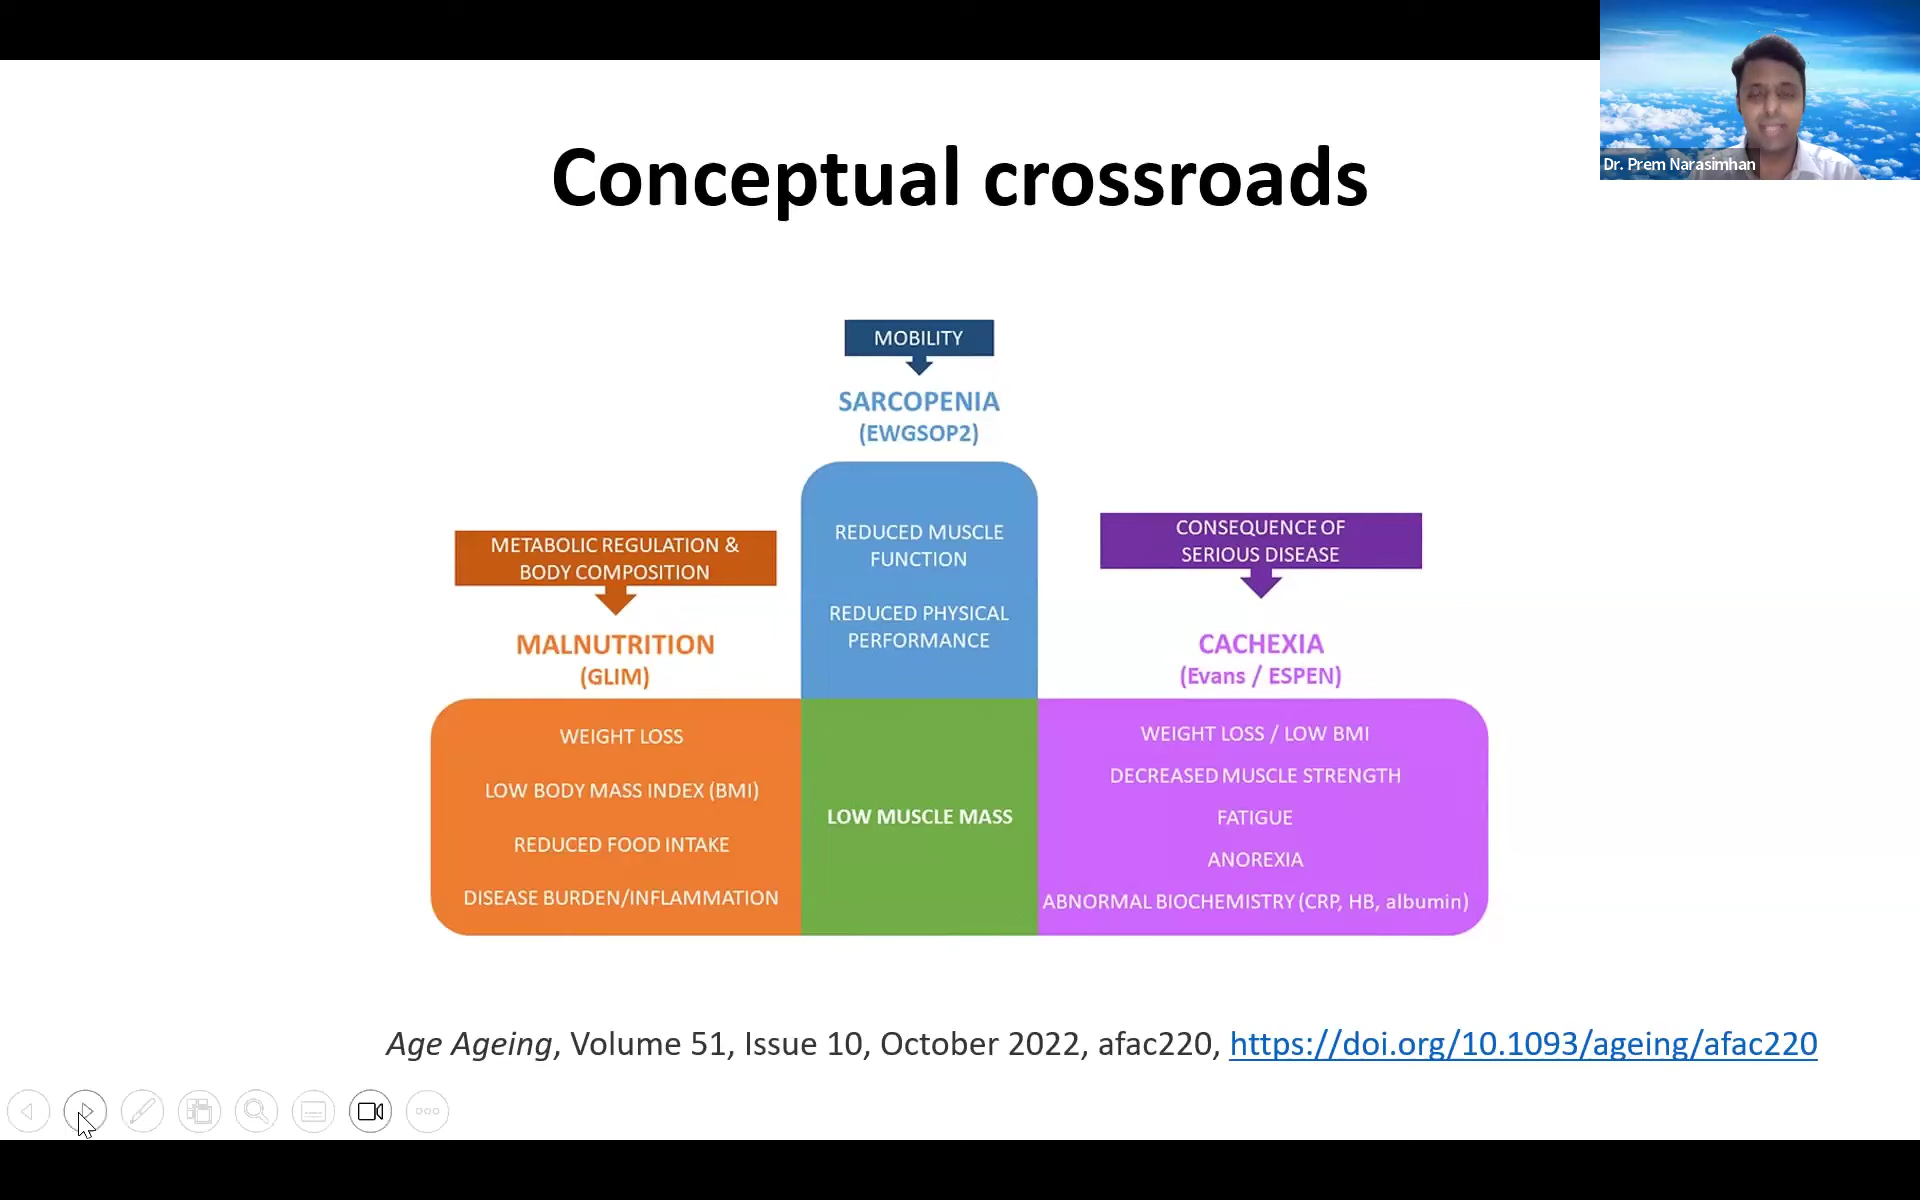 Dr. Prem Narasimhan
Conceptual crossroads
MOBILITY
SARCOPENIA
(EWGSOP2)
REDUCED MUSCLE
FUNCTION
REDUCED PHYSICAL
PERFORMANCE
METABOLIC REGULATION &
BODY COMPOSITION
MALNUTRITION
(GLIM)
WEIGHT LOSS
LOW BODY MASS INDEX (BMI)
REDUCED FOOD INTAKE
DISEASE BURDEN/INFLAMMATION
LOW MUSCLE MASS
CONSEQUENCE OF
SERIOUS DISEASE
CACHEXIA
(Evans / ESPEN)
WEIGHT LOSS / LOW BMI
DECREASED MUSCLE STRENGTH
FATIGUE
ANOREXIA
ABNORMAL BIOCHEMISTRY (CRP, HB, albumin)
Age Ageing, Volume 51, Issue 10, October 2022, afac220, https://doi.org/10.1093/ageing/afac220